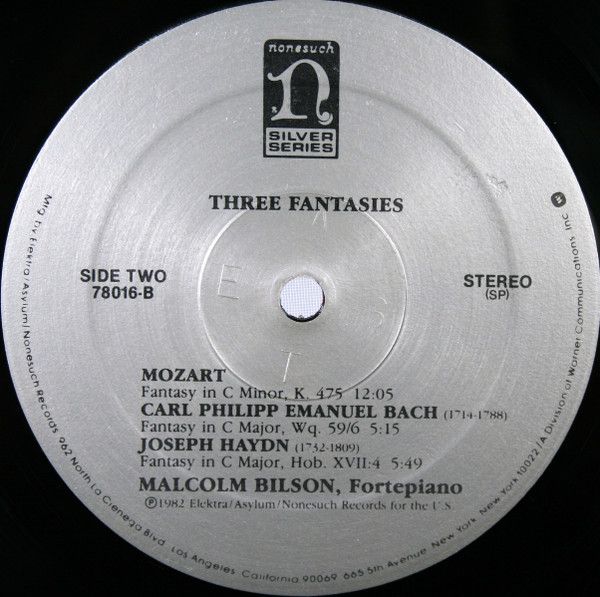 nonesuch
n
SILVER
SERIES
THREE FANTASIES
SIDE TWO
78016-B
STEREO
(SP)
MOZART
Fantasy in C Minor, K. 475 12:05
CARL PHILIPP EMANUEL BACH (1714-1788)
Fantasy in C Major, Wq. 59/6 5:15
JOSEPH HAYDN (1732-1809)
Fantasy in C Major, Hob. XVII:4 5:49
MALCOLM BILSON, Fortepiano
℗1982 Elektra/Asylum/Nonesuch Records for the U.S.
Mfg by Elektra/Asylum/Nonesuch Records 962 North La Cienega Blvd. Los Angeles California 90069 665 5th Avenue New York New York 10022/A Division of Warner Communications Inc.
E A S T